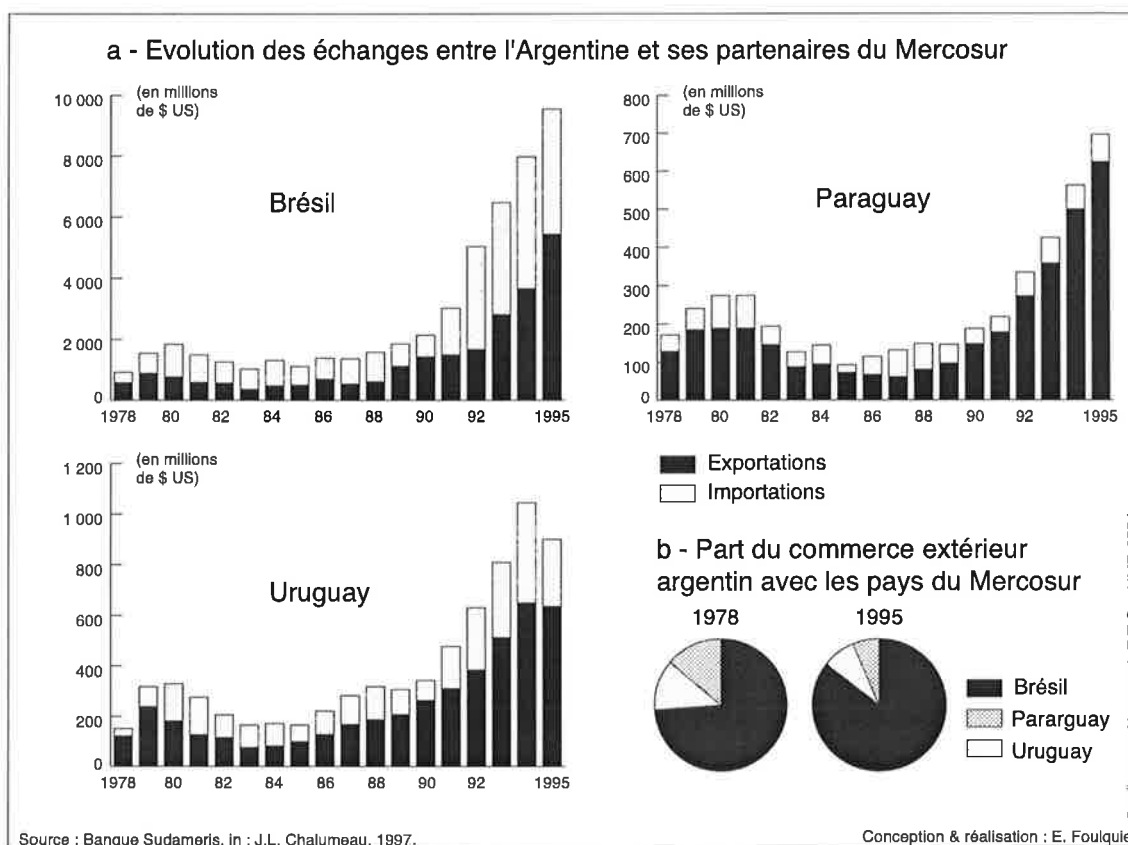 a - Evolution des échanges entre l'Argentine et ses partenaires du Mercosur
(en millions
de $ US)
10 000
8 000
6 000
4 000
2 000
0
Brésil
1978 80 82 84 86 88 90 92 1995
(en millions
de $ US)
800
700
600
500
400
300
200
100
0
Paraguay
1978 80 82 84 86 88 90 92 1995
(en millions
de $ US)
1 200
1 000
800
600
400
200
0
Uruguay
1978 80 82 84 86 88 90 92 1995
Exportations
Importations
b - Part du commerce extérieur
argentin avec les pays du Mercosur
1978 1995
Brésil
Pararguay
Uruguay
Source : Banque Sudameris, in : J.L. Chalumeau, 1997.
Conception & réalisation : E. Foulquie